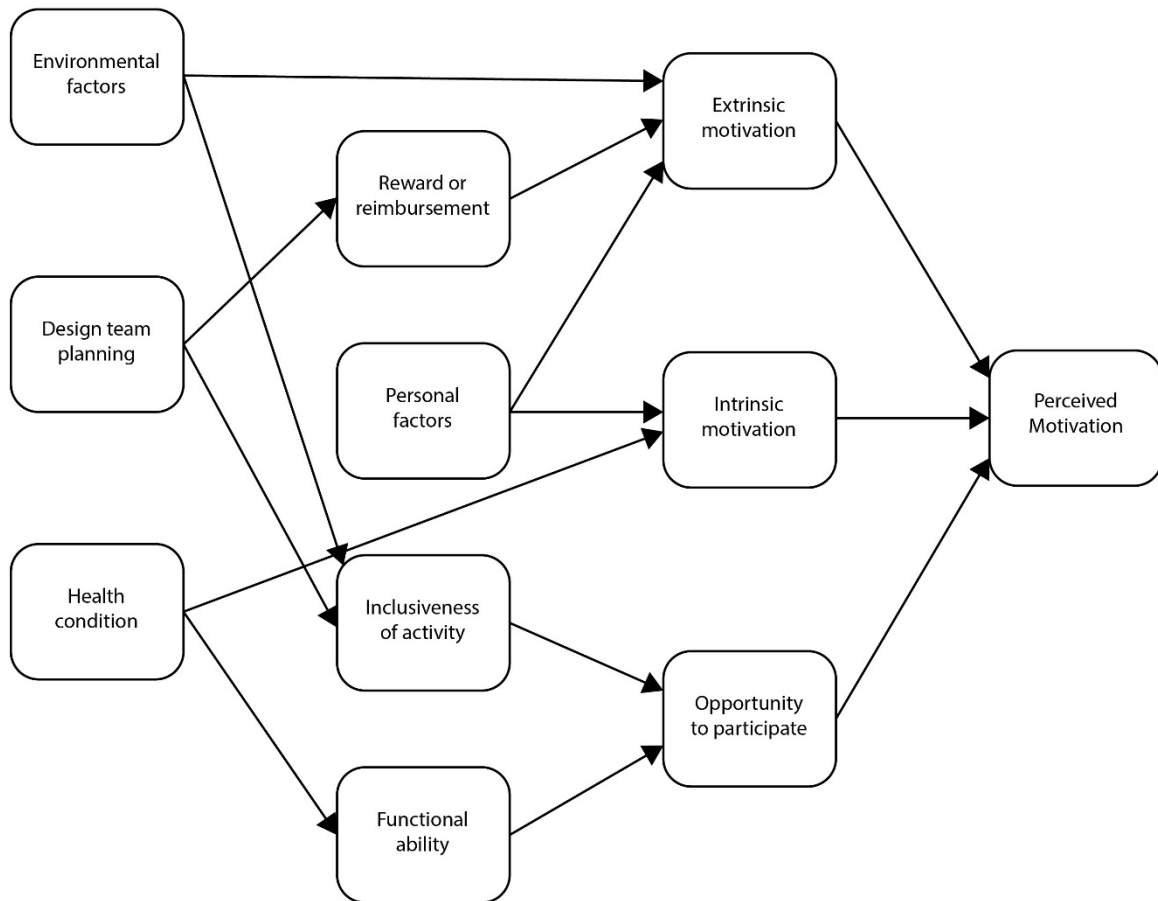 Environmental
factors
Extrinsic
motivation
Reward or
reimbursement
Design team
planning
Personal
factors
Intrinsic
motivation
Perceived
Motivation
Health
condition
Inclusiveness
of activity
Opportunity
to participate
Functional
ability